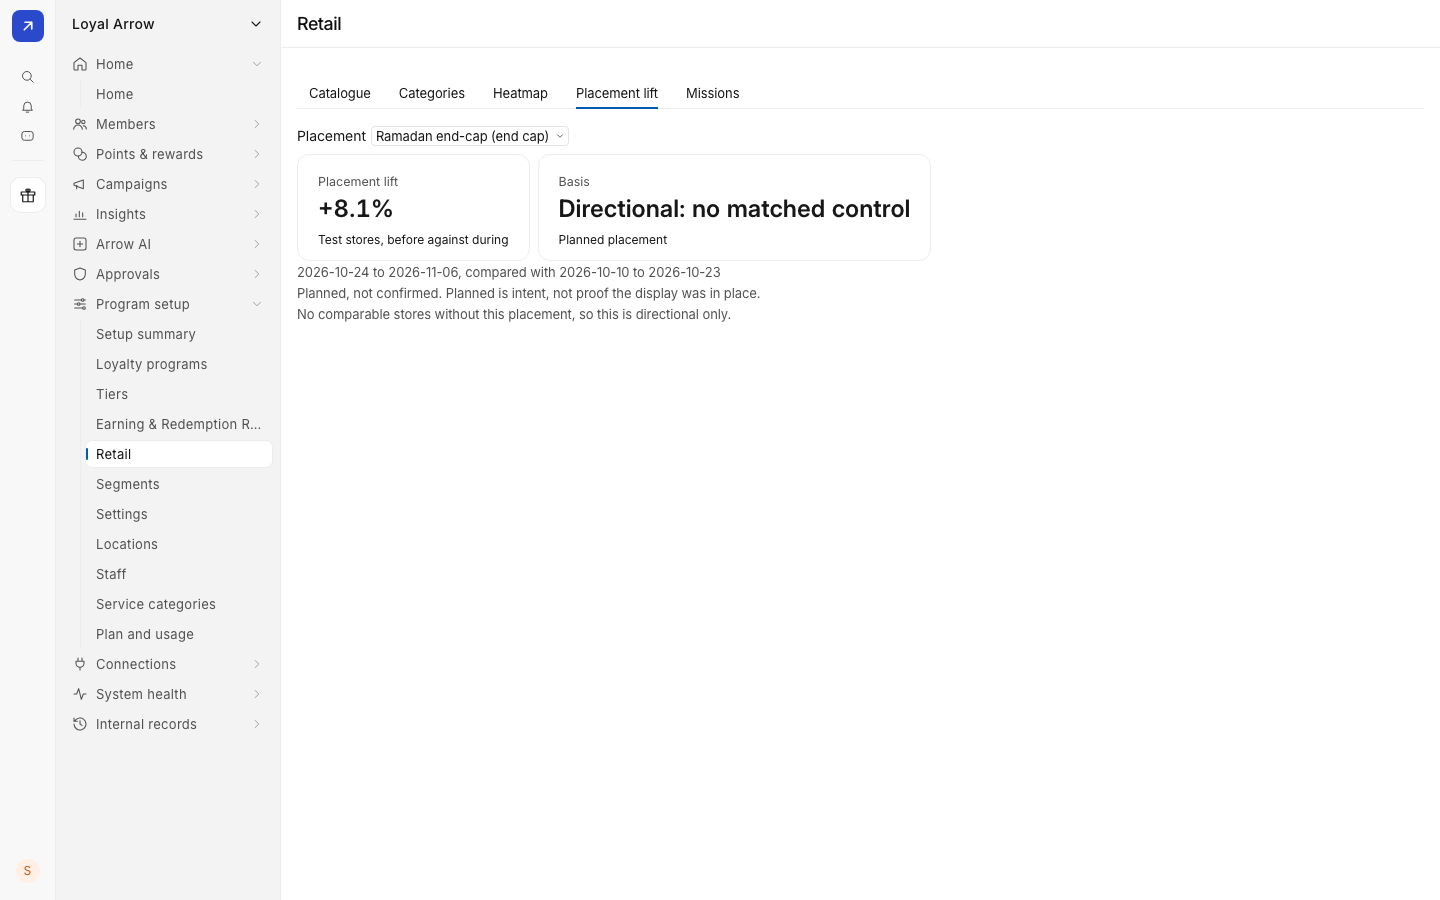 Loyal Arrow
Home
Home
Members
Points & rewards
Campaigns
Insights
Arrow AI
Approvals
Program setup
Setup summary
Loyalty programs
Tiers
Earning & Redemption R...
Retail
Segments
Settings
Locations
Staff
Service categories
Plan and usage
Connections
System health
Internal records
S
Retail
Catalogue Categories Heatmap Placement lift Missions
Placement Ramadan end-cap (end cap)
Placement lift
+8.1%
Test stores, before against during
Basis
Directional: no matched control
Planned placement
2026-10-24 to 2026-11-06, compared with 2026-10-10 to 2026-10-23
Planned, not confirmed. Planned is intent, not proof the display was in place.
No comparable stores without this placement, so this is directional only.